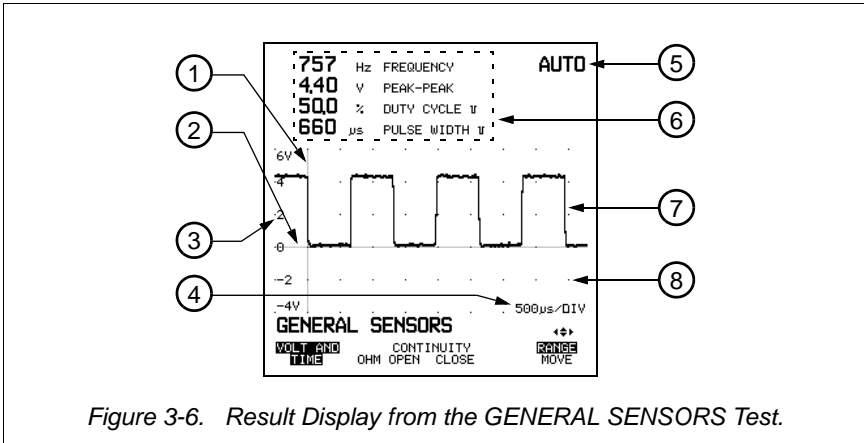 757 Hz FREQUENCY
4.40 V PEAK-PEAK
50.0 % DUTY CYCLE
660 µs PULSE WIDTH
AUTO
1
2
3
4
5
6
7
8
6V
4
2
0
-2
-4V
500µs/DIV
GENERAL SENSORS
VOLT AND TIME
OHM
CONTINUITY
OPEN CLOSE
RANGE
MOVE
Figure 3-6. Result Display from the GENERAL SENSORS Test.